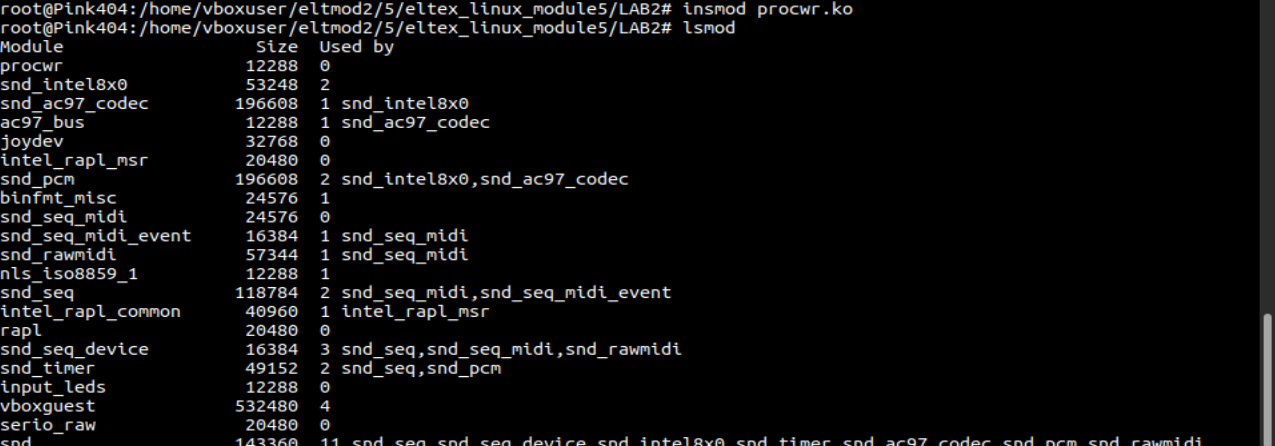 root@Pink404:/home/vboxuser/eltmod2/5/eltex_linux_module5/LAB2# insmod procwr.ko
root@Pink404:/home/vboxuser/eltmod2/5/eltex_linux_module5/LAB2# lsmod
Module                  Size  Used by
procwr                 12288  0
snd_intel8x0           53248  2
snd_ac97_codec        196608  1 snd_intel8x0
ac97_bus               12288  1 snd_ac97_codec
joydev                 32768  0
intel_rapl_msr         20480  0
snd_pcm               196608  2 snd_intel8x0,snd_ac97_codec
binfmt_misc            24576  1
snd_seq_midi           24576  0
snd_seq_midi_event     16384  1 snd_seq_midi
snd_rawmidi            57344  1 snd_seq_midi
nls_iso8859_1          12288  1
snd_seq               118784  2 snd_seq_midi,snd_seq_midi_event
intel_rapl_common      40960  1 intel_rapl_msr
rapl                   20480  0
snd_seq_device         16384  3 snd_seq,snd_seq_midi,snd_rawmidi
snd_timer              49152  2 snd_seq,snd_pcm
input_leds             12288  0
vboxguest             532480  4
serio_raw              20480  0
snd                   143360  11 snd_seq,snd_seq_device,snd_intel8x0,snd_timer,snd_ac97_codec,snd_pcm,snd_rawmidi